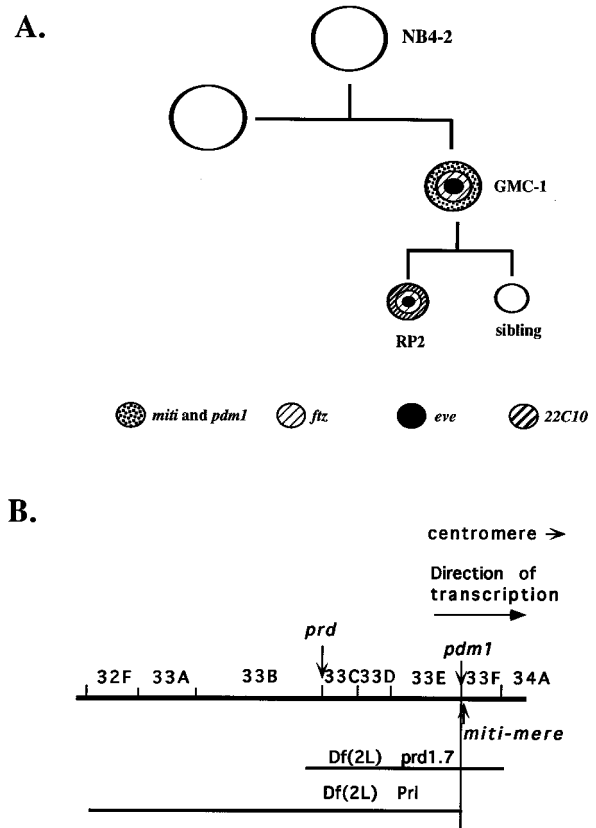 A.
NB4-2
GMC-1
RP2
sibling
miti and pdm1
ftz
eve
22C10
B.
centromere →
Direction of
transcription
prd
pdm1
32F 33A 33B 33C 33D 33E 33F 34A
miti-mere
Df(2L) prd1.7
Df(2L) Prl